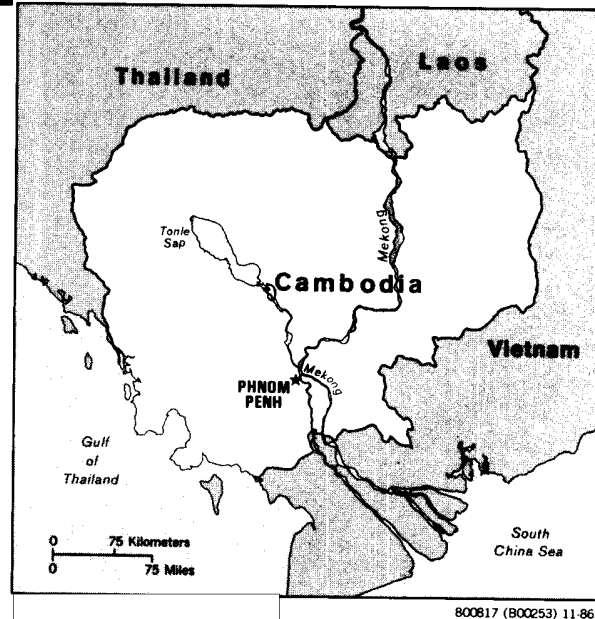 Thailand
Laos
Tonle
Sap
Mekong
Cambodia
Vietnam
Mekong
PHNOM
PENH
Gulf
of
Thailand
South
China Sea
0 75 Kilometers
0 75 Miles
800817 (B00253) 11-86